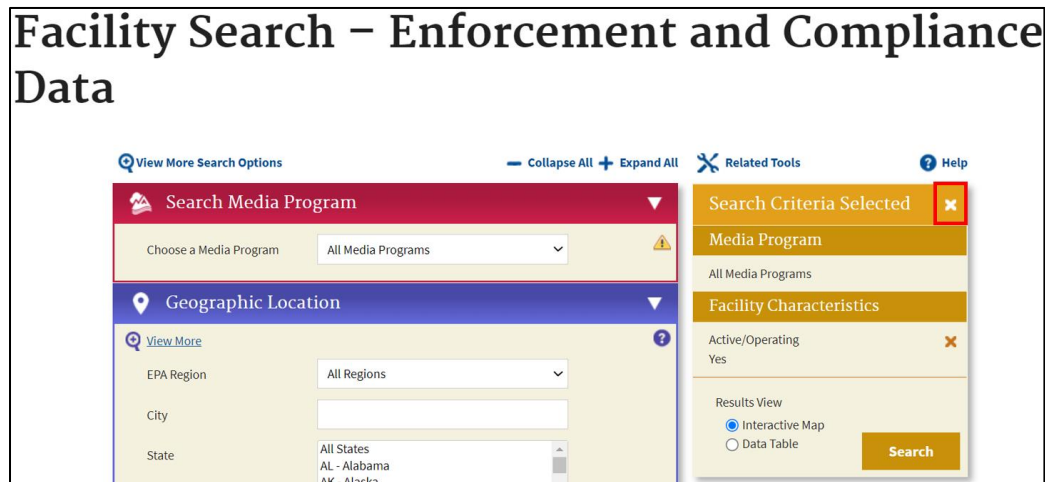 Facility Search – Enforcement and Compliance
Data
View More Search Options
Collapse All
Expand All
Related Tools
Help
Search Media Program
Choose a Media Program
All Media Programs
Geographic Location
View More
EPA Region
All Regions
City
State
All States
AL - Alabama
AK - Alaska
Search Criteria Selected
Media Program
All Media Programs
Facility Characteristics
Active/Operating
Yes
Results View
Interactive Map
Data Table
Search